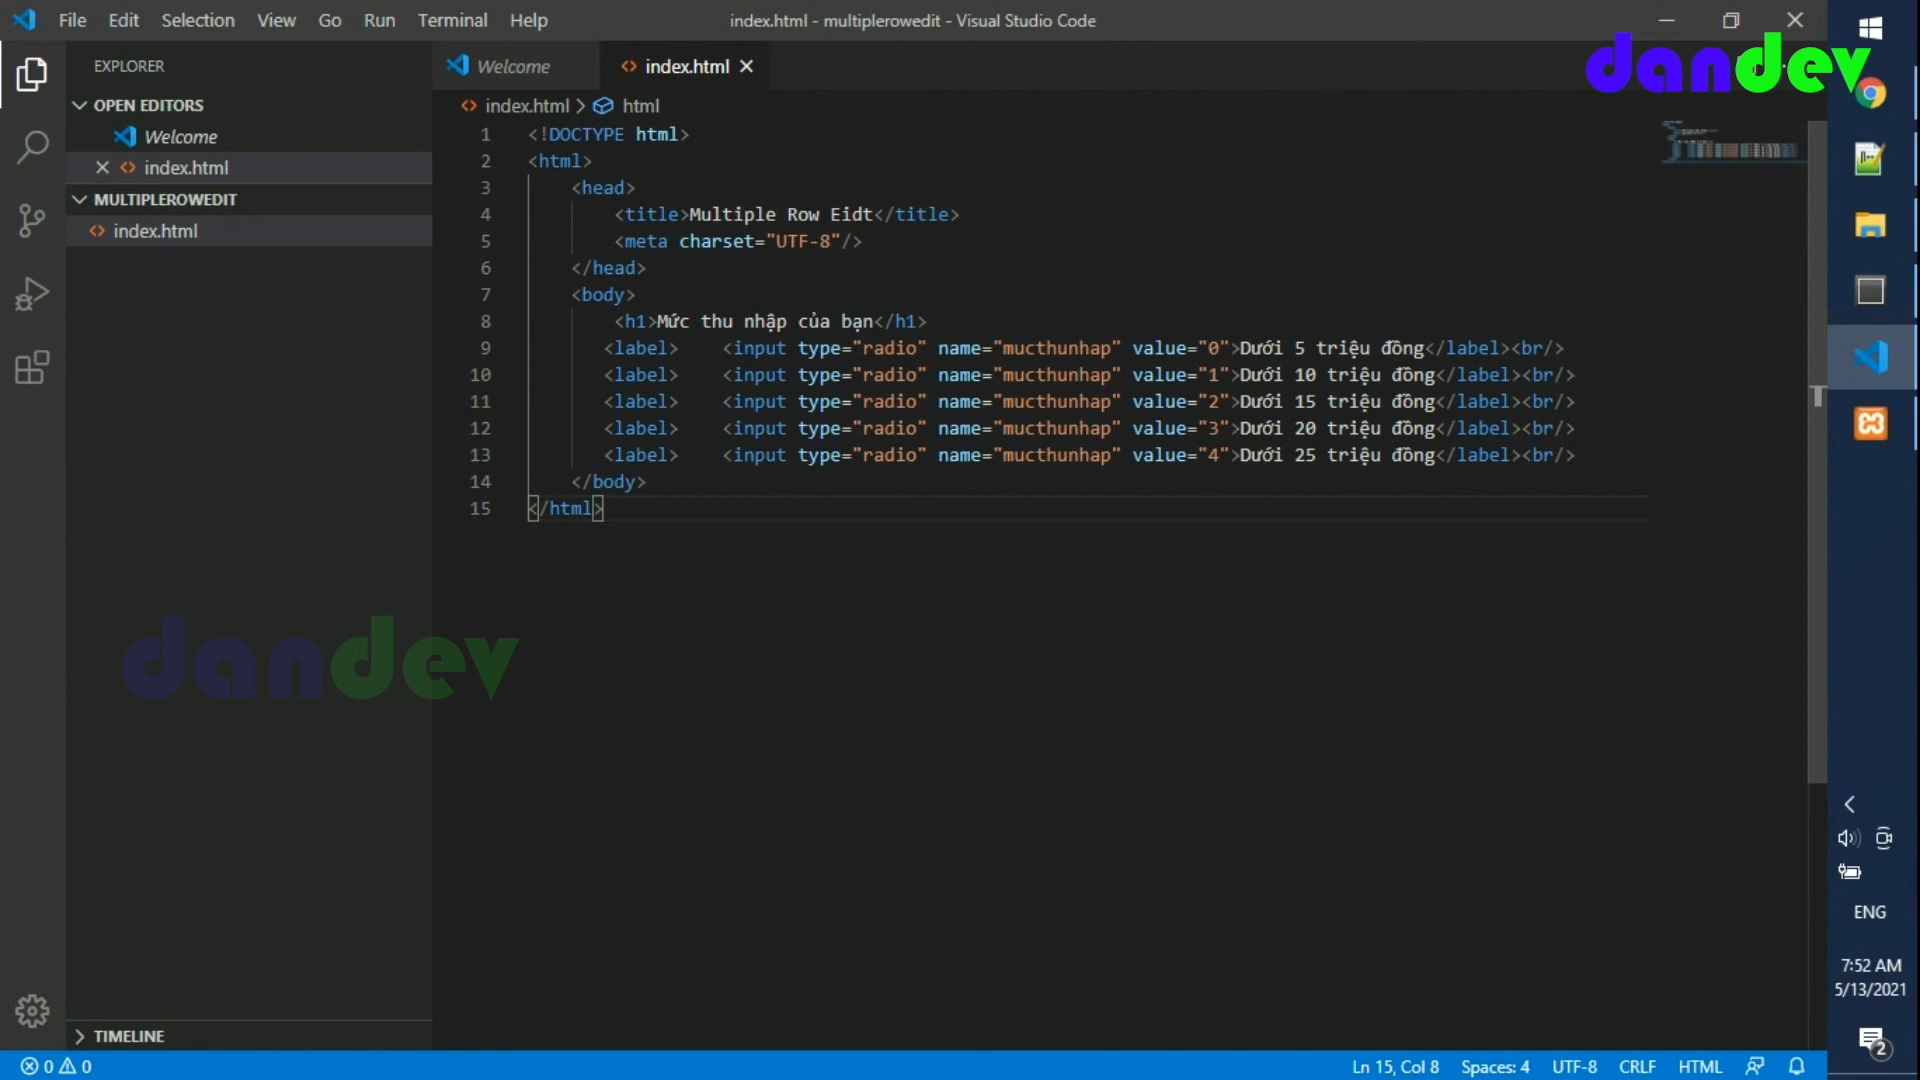 File Edit Selection View Go Run Terminal Help
index.html - multiplerowedit - Visual Studio Code
dandev
EXPLORER
Welcome
index.html
OPEN EDITORS
Welcome
index.html
MULTIPLEROWEDIT
index.html
index.html > html
1 <!DOCTYPE html>
2 <html>
3 <head>
4 <title>Multiple Row Eidt</title>
5 <meta charset="UTF-8"/>
6 </head>
7 <body>
8 <h1>Mức thu nhập của bạn</h1>
9 <label> <input type="radio" name="mucthunhap" value="0">Dưới 5 triệu đồng</label><br/>
10 <label> <input type="radio" name="mucthunhap" value="1">Dưới 10 triệu đồng</label><br/>
11 <label> <input type="radio" name="mucthunhap" value="2">Dưới 15 triệu đồng</label><br/>
12 <label> <input type="radio" name="mucthunhap" value="3">Dưới 20 triệu đồng</label><br/>
13 <label> <input type="radio" name="mucthunhap" value="4">Dưới 25 triệu đồng</label><br/>
14 </body>
15 </html>
dandev
TIMELINE
ENG
7:52 AM
5/13/2021
2
0 0
Ln 15, Col 8 Spaces: 4 UTF-8 CRLF HTML